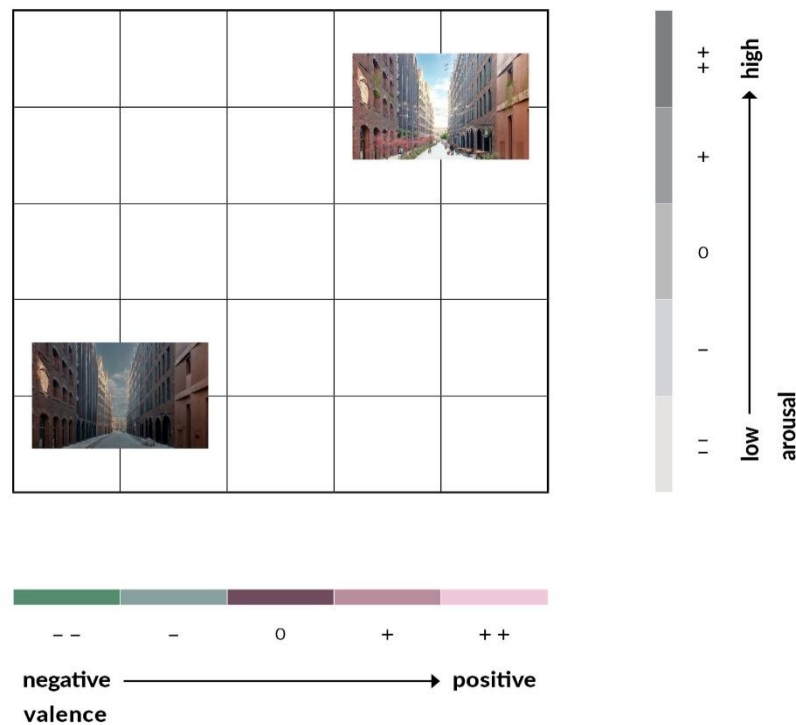 ++
high
+
0
–
low
arousal
– –
– –
–
0
+
++
negative
positive
valence